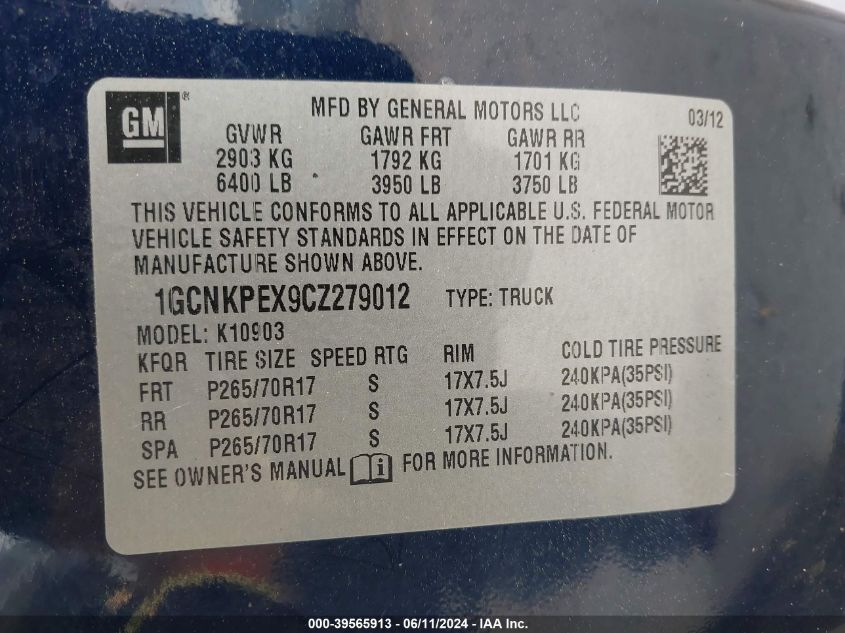 GM®
MFD BY GENERAL MOTORS LLC 03/12
GVWR GAWR FRT GAWR RR
2903 KG 1792 KG 1701 KG
6400 LB 3950 LB 3750 LB
THIS VEHICLE CONFORMS TO ALL APPLICABLE U.S. FEDERAL MOTOR
VEHICLE SAFETY STANDARDS IN EFFECT ON THE DATE OF
MANUFACTURE SHOWN ABOVE.
1GCNKPEX9CZ279012 TYPE: TRUCK
MODEL: K10903
KFQR TIRE SIZE SPEED RTG RIM COLD TIRE PRESSURE
FRT P265/70R17 S 17X7.5J 240KPA(35PSI)
RR P265/70R17 S 17X7.5J 240KPA(35PSI)
SPA P265/70R17 S 17X7.5J 240KPA(35PSI)
SEE OWNER'S MANUAL i FOR MORE INFORMATION.
000-39565913 - 06/11/2024 - IAA Inc.